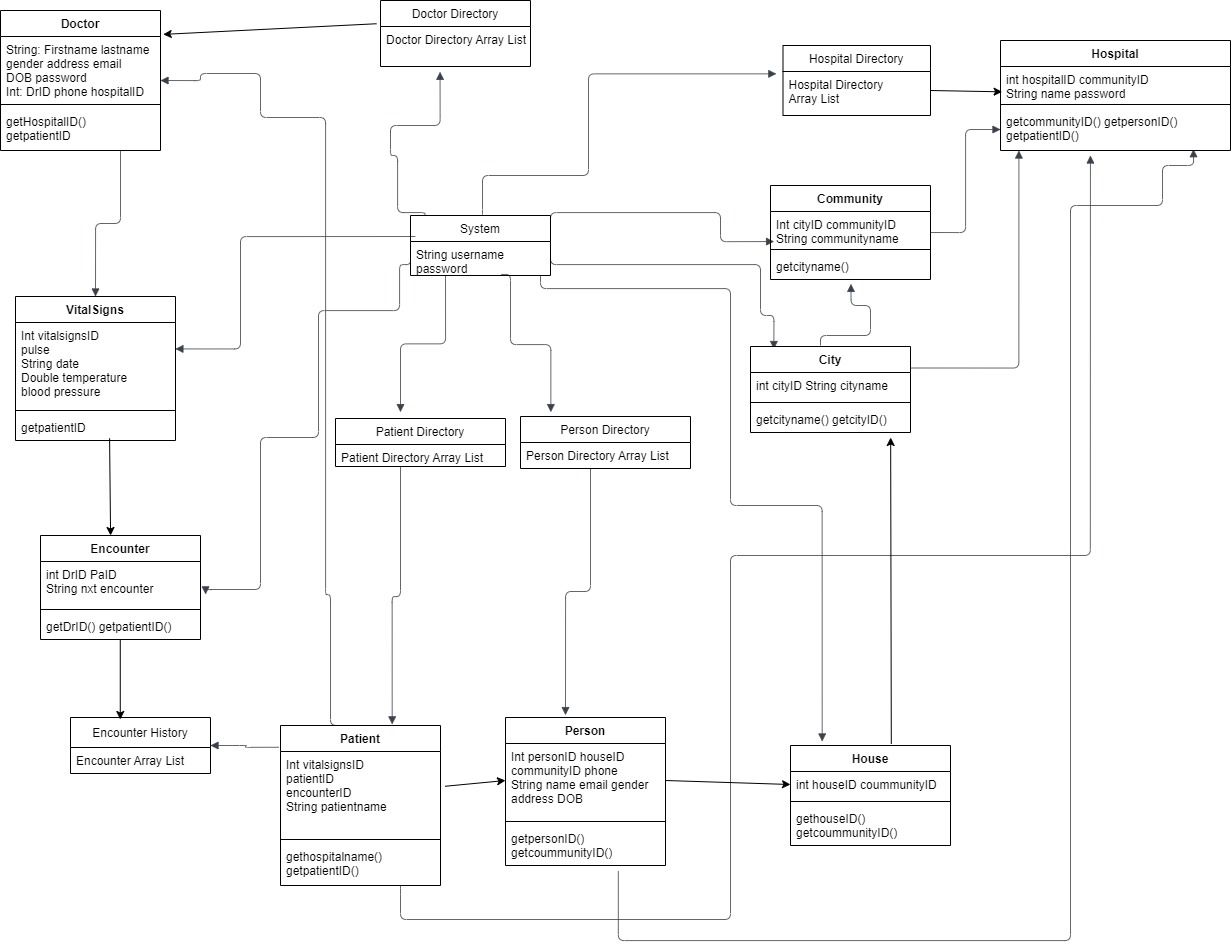 Doctor
String: Firstname lastname
gender address email
DOB password
Int: DrID phone hospitalID
getHospitalID()
getpatientID
Doctor Directory
Doctor Directory Array List
Hospital Directory
Hospital Directory
Array List
Hospital
int hospitalID communityID
String name password
getcommunityID() getpersonID()
getpatientID()
System
String username
password
Community
Int cityID communityID
String communityname
getcityname()
VitalSigns
Int vitalsignsID
pulse
String date
Double temperature
blood pressure
getpatientID
City
int cityID String cityname
getcityname() getcityID()
Patient Directory
Patient Directory Array List
Person Directory
Person Directory Array List
Encounter
int DrID PaID
String nxt encounter
getDrID() getpatientID()
Encounter History
Encounter Array List
Patient
Int vitalsignsID
patientID
encounterID
String patientname
gethospitalname()
getpatientID()
Person
Int personID houseID
communityID phone
String name email gender
address DOB
getpersonID()
getcoummunityID()
House
int houseID coummunityID
gethouseID()
getcoummunityID()